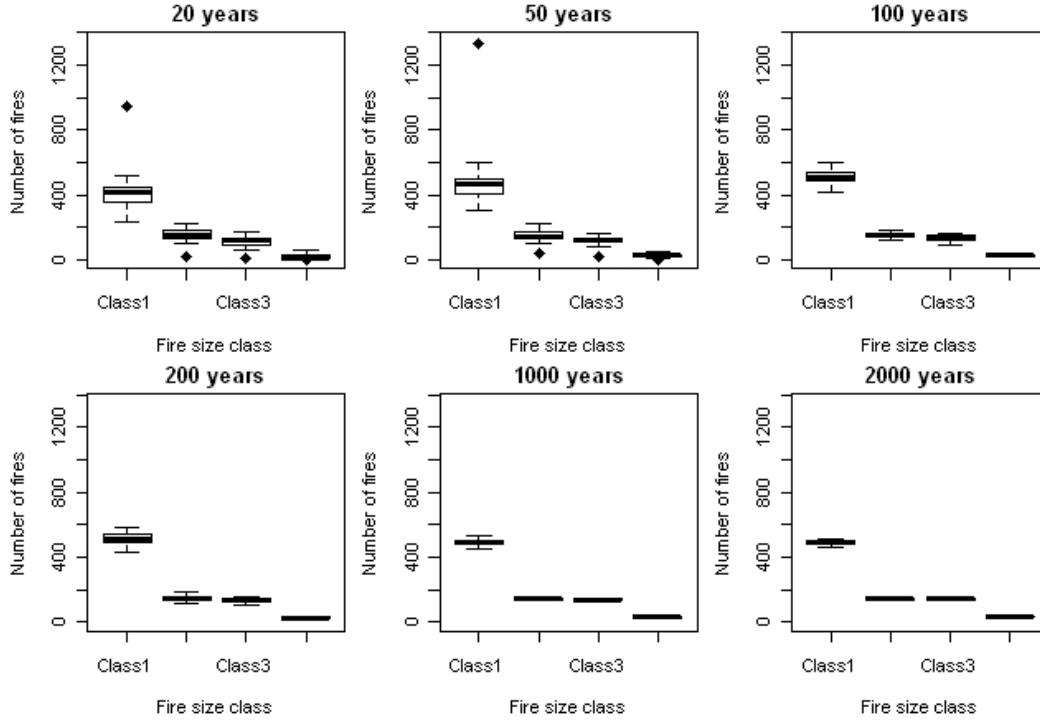 20 years
Number of fires
1200
800
400
0
Class1 Class3
Fire size class
50 years
Number of fires
1200
800
400
0
Class1 Class3
Fire size class
100 years
Number of fires
1200
800
400
0
Class1 Class3
Fire size class
200 years
Number of fires
1200
800
400
0
Class1 Class3
Fire size class
1000 years
Number of fires
1200
800
400
0
Class1 Class3
Fire size class
2000 years
Number of fires
1200
800
400
0
Class1 Class3
Fire size class